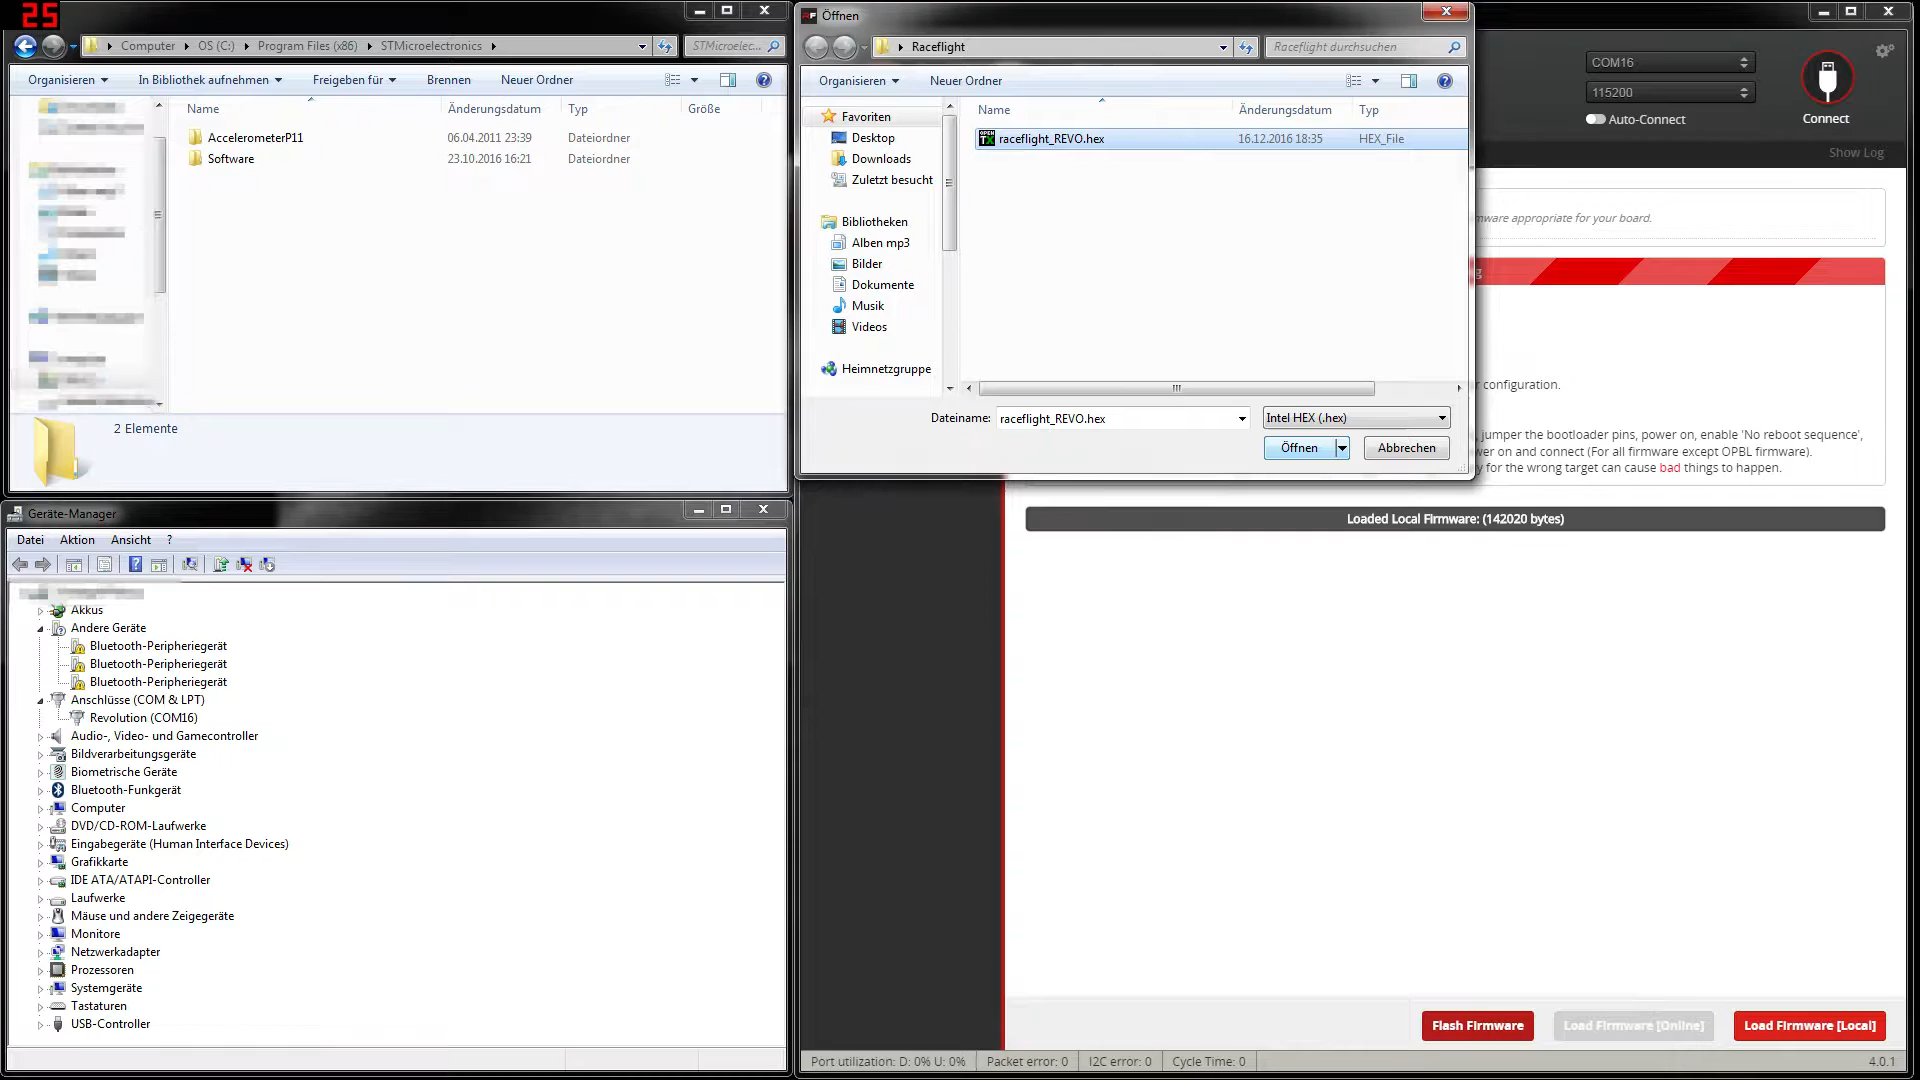 25
Computer ▸ OS (C:) ▸ Program Files (x86) ▸ STMicroelectronics ▸
STMicroelec...
Organisieren
In Bibliothek aufnehmen
Freigeben für
Brennen
Neuer Ordner
Name
Änderungsdatum
Typ
Größe
AccelerometerP11
06.04.2011 23:39
Dateiordner
Software
23.10.2016 16:21
Dateiordner
2 Elemente
Öffnen
Raceflight
Raceflight durchsuchen
Organisieren
Neuer Ordner
Favoriten
Desktop
Downloads
Zuletzt besucht
Bibliotheken
Alben mp3
Bilder
Dokumente
Musik
Videos
Heimnetzgruppe
Name
Änderungsdatum
Typ
raceflight_REVO.hex
16.12.2016 18:35
HEX_File
Dateiname:
raceflight_REVO.hex
Intel HEX (.hex)
Öffnen
Abbrechen
COM16
115200
Auto-Connect
Connect
Show Log
mware appropriate for your board.
g
r configuration.
, jumper the bootloader pins, power on, enable 'No reboot sequence',
wer on and connect (For all firmware except OPBL firmware).
y for the wrong target can cause bad things to happen.
Loaded Local Firmware: (142020 bytes)
Flash Firmware
Load Firmware [Online]
Load Firmware [Local]
Port utilization: D: 0% U: 0%
Packet error: 0
I2C error: 0
Cycle Time: 0
4.0.1
Geräte-Manager
Datei
Aktion
Ansicht
?
Akkus
Andere Geräte
Bluetooth-Peripheriegerät
Bluetooth-Peripheriegerät
Bluetooth-Peripheriegerät
Anschlüsse (COM & LPT)
Revolution (COM16)
Audio-, Video- und Gamecontroller
Bildverarbeitungsgeräte
Biometrische Geräte
Bluetooth-Funkgerät
Computer
DVD/CD-ROM-Laufwerke
Eingabegeräte (Human Interface Devices)
Grafikkarte
IDE ATA/ATAPI-Controller
Laufwerke
Mäuse und andere Zeigegeräte
Monitore
Netzwerkadapter
Prozessoren
Systemgeräte
Tastaturen
USB-Controller